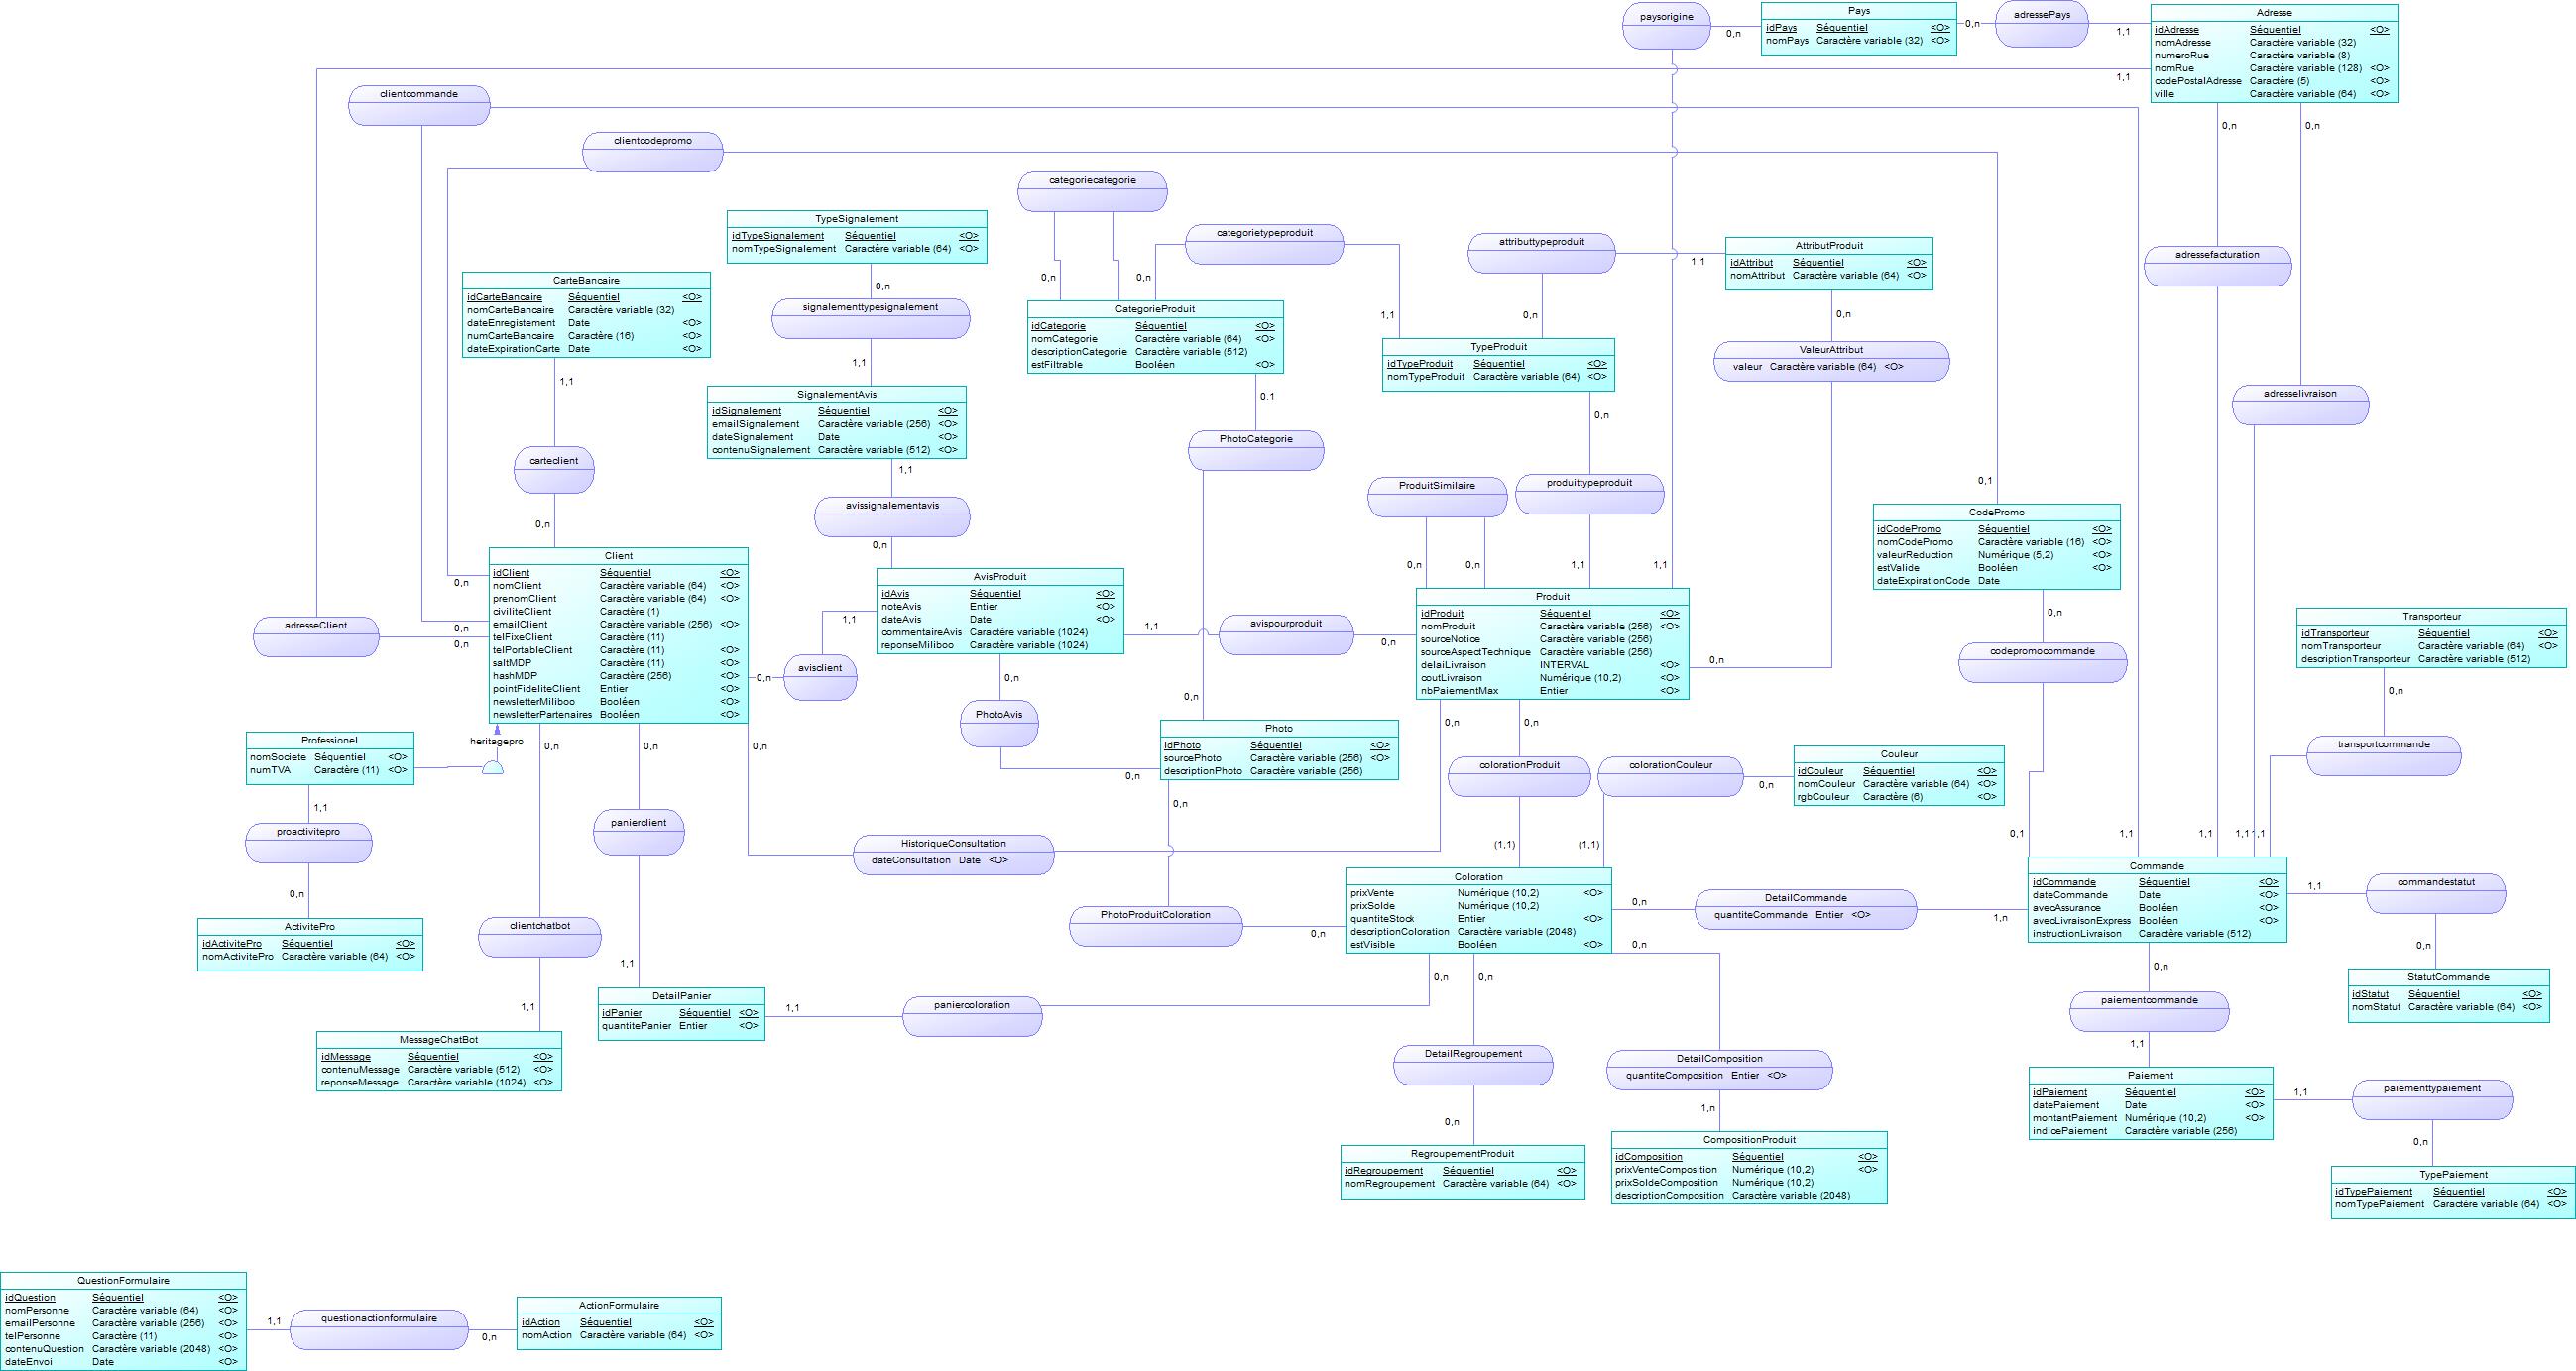 paysorigine
0,n
Pays
idPays Séquentiel <O>
nomPays Caractère variable (32) <O>
0,n
adressePays
1,1
Adresse
idAdresse Séquentiel <O>
nomAdresse Caractère variable (32)
numeroRue Caractère variable (8)
nomRue Caractère variable (128) <O>
codePostalAdresse Caractère (5) <O>
ville Caractère variable (64) <O>
1,1
0,n
0,n
clientcommande
clientcodepromo
categoriecategorie
0,n
0,n
TypeSignalement
idTypeSignalement Séquentiel <O>
nomTypeSignalement Caractère variable (64) <O>
0,n
signalementtypesignalement
1,1
categorietypeproduit
1,1
attributtypeproduit
1,1
0,n
AttributProduit
idAttribut Séquentiel <O>
nomAttribut Caractère variable (64) <O>
0,n
adressefacturation
CarteBancaire
idCarteBancaire Séquentiel <O>
nomCarteBancaire Caractère variable (32)
dateEnregistement Date <O>
numCarteBancaire Caractère (16) <O>
dateExpirationCarte Date <O>
1,1
carteclient
0,n
CategorieProduit
idCategorie Séquentiel <O>
nomCategorie Caractère variable (64) <O>
descriptionCategorie Caractère variable (512)
estFiltrable Booléen <O>
0,1
PhotoCategorie
0,n
TypeProduit
idTypeProduit Séquentiel <O>
nomTypeProduit Caractère variable (64) <O>
0,n
ValeurAttribut
valeur Caractère variable (64) <O>
adresselivraison
SignalementAvis
idSignalement Séquentiel <O>
emailSignalement Caractère variable (256) <O>
dateSignalement Date <O>
contenuSignalement Caractère variable (512) <O>
1,1
avissignalementavis
0,n
ProduitSimilaire
0,n
0,n
produittypeproduit
1,1
1,1
0,1
CodePromo
idCodePromo Séquentiel <O>
nomCodePromo Caractère variable (16) <O>
valeurReduction Numérique (5,2) <O>
estValide Booléen <O>
dateExpirationCode Date
0,n
codepromocommande
0,1
Client
idClient Séquentiel <O>
nomClient Caractère variable (64) <O>
prenomClient Caractère variable (64) <O>
civiliteClient Caractère (1)
emailClient Caractère variable (256) <O>
telFixeClient Caractère (11)
telPortableClient Caractère (11) <O>
saltMDP Caractère (11) <O>
hashMDP Caractère (256) <O>
pointFideliteClient Entier <O>
newsletterMiliboo Booléen <O>
newsletterPartenaires Booléen <O>
0,n
0,n
0,n
adresseClient
0,n
avisclient
1,1
AvisProduit
idAvis Séquentiel <O>
noteAvis Entier <O>
dateAvis Date <O>
commentaireAvis Caractère variable (1024)
reponseMiliboo Caractère variable (1024)
1,1
avispourproduit
0,n
0,n
PhotoAvis
0,n
Produit
idProduit Séquentiel <O>
nomProduit Caractère variable (256) <O>
sourceNotice Caractère variable (256)
sourceAspectTechnique Caractère variable (256)
delaiLivraison INTERVAL <O>
coutLivraison Numérique (10,2) <O>
nbPaiementMax Entier <O>
0,n
0,n
0,n
Transporteur
idTransporteur Séquentiel <O>
nomTransporteur Caractère variable (64) <O>
descriptionTransporteur Caractère variable (512)
0,n
transportcommande
Professionel
nomSociete Séquentiel <O>
numTVA Caractère (11) <O>
heritagepro
1,1
proactivitepro
0,n
ActivitePro
idActivitePro Séquentiel <O>
nomActivitePro Caractère variable (64) <O>
0,n
0,n
0,n
Photo
idPhoto Séquentiel <O>
sourcePhoto Caractère variable (256) <O>
descriptionPhoto Caractère variable (256)
0,n
colorationProduit
(1,1)
colorationCouleur
(1,1)
0,n
Couleur
idCouleur Séquentiel <O>
nomCouleur Caractère variable (64) <O>
rgbCouleur Caractère (6) <O>
panierclient
1,1
HistoriqueConsultation
dateConsultation Date <O>
clientchatbot
1,1
PhotoProduitColoration
0,n
Coloration
prixVente Numérique (10,2) <O>
prixSolde Numérique (10,2)
quantiteStock Entier <O>
descriptionColoration Caractère variable (2048)
estVisible Booléen <O>
0,n
DetailCommande
quantiteCommande Entier <O>
1,n
0,n
0,n
0,n
1,1
1,1
1,1
1,1
Commande
idCommande Séquentiel <O>
dateCommande Date <O>
avecAssurance Booléen <O>
avecLivraisonExpress Booléen <O>
instructionLivraison Caractère variable (512)
1,1
commandestatut
0,n
StatutCommande
idStatut Séquentiel <O>
nomStatut Caractère variable (64) <O>
0,n
paiementcommande
1,1
DetailPanier
idPanier Séquentiel <O>
quantitePanier Entier <O>
1,1
paniercoloration
MessageChatBot
idMessage Séquentiel <O>
contenuMessage Caractère variable (512) <O>
reponseMessage Caractère variable (1024) <O>
DetailRegroupement
0,n
DetailComposition
quantiteComposition Entier <O>
1,n
Paiement
idPaiement Séquentiel <O>
datePaiement Date <O>
montantPaiement Numérique (10,2) <O>
indicePaiement Caractère variable (256)
1,1
paiementtypaiement
0,n
RegroupementProduit
idRegroupement Séquentiel <O>
nomRegroupement Caractère variable (64) <O>
CompositionProduit
idComposition Séquentiel <O>
prixVenteComposition Numérique (10,2) <O>
prixSoldeComposition Numérique (10,2)
descriptionComposition Caractère variable (2048)
TypePaiement
idTypePaiement Séquentiel <O>
nomTypePaiement Caractère variable (64) <O>
QuestionFormulaire
idQuestion Séquentiel <O>
nomPersonne Caractère variable (64) <O>
emailPersonne Caractère variable (256) <O>
telPersonne Caractère (11) <O>
contenuQuestion Caractère variable (2048) <O>
dateEnvoi Date <O>
1,1
questionactionformulaire
0,n
ActionFormulaire
idAction Séquentiel <O>
nomAction Caractère variable (64) <O>